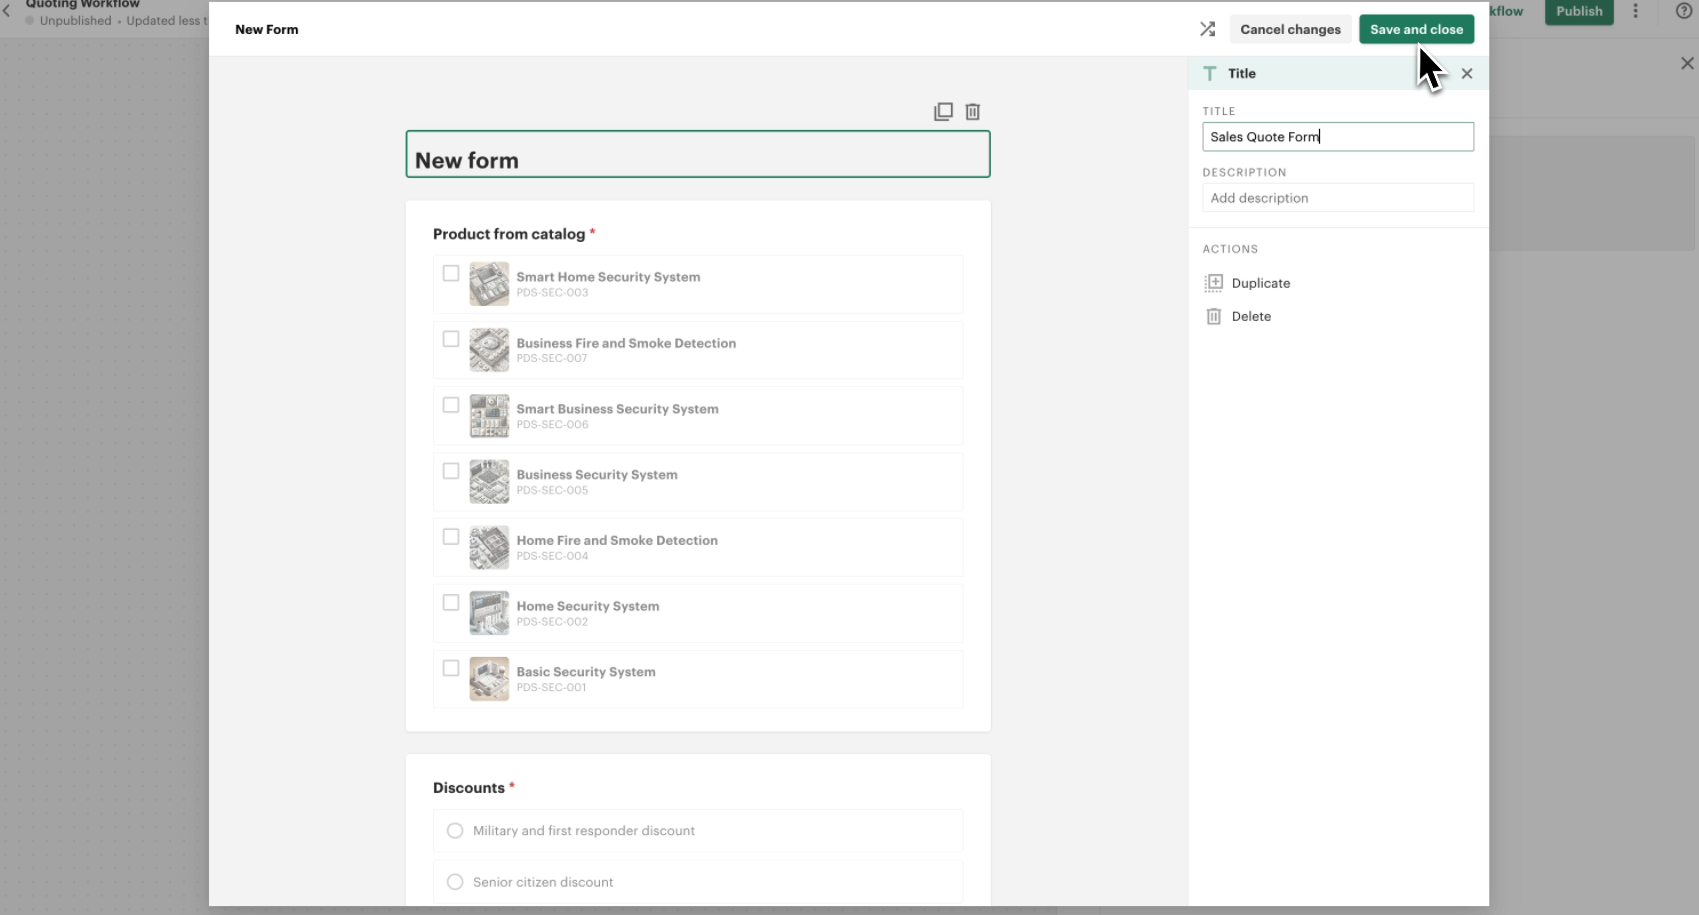 Quoting Workflow
Unpublished • Updated less t
kflow
Publish
New Form
Cancel changes
Save and close
New form
Product from catalog *
Smart Home Security System
PDS-SEC-003
Business Fire and Smoke Detection
PDS-SEC-007
Smart Business Security System
PDS-SEC-006
Business Security System
PDS-SEC-005
Home Fire and Smoke Detection
PDS-SEC-004
Home Security System
PDS-SEC-002
Basic Security System
PDS-SEC-001
Discounts *
Military and first responder discount
Senior citizen discount
Title
TITLE
Sales Quote Form
DESCRIPTION
Add description
ACTIONS
Duplicate
Delete